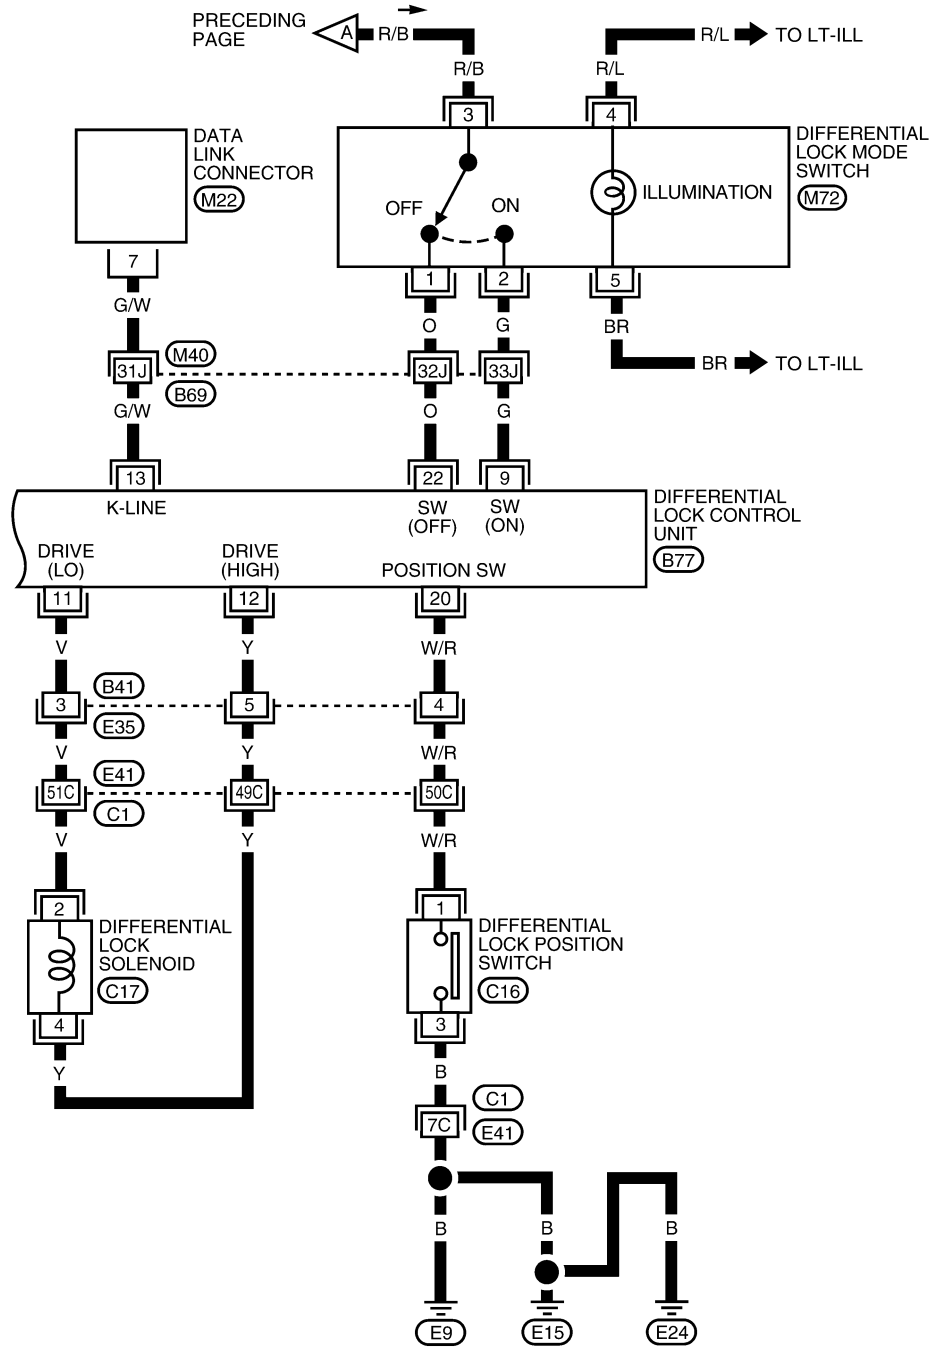 PRECEDING
PAGE
A
R/B
R/B
R/L
TO LT-ILL
R/L
3
4
DATA
LINK
CONNECTOR
M22
DIFFERENTIAL
LOCK MODE
SWITCH
M72
OFF
ON
ILLUMINATION
7
1
2
5
G/W
O
G
BR
BR
TO LT-ILL
31J
M40
B69
32J
33J
G/W
O
G
13
22
9
K-LINE
SW
(OFF)
SW
(ON)
DIFFERENTIAL
LOCK CONTROL
UNIT
B77
DRIVE
(LO)
DRIVE
(HIGH)
POSITION SW
11
12
20
V
Y
W/R
3
B41
E35
5
4
V
Y
W/R
51C
E41
C1
49C
50C
V
Y
W/R
2
1
DIFFERENTIAL
LOCK
SOLENOID
C17
DIFFERENTIAL
LOCK POSITION
SWITCH
C16
4
3
Y
B
7C
C1
E41
B
B
B
E9
E15
E24